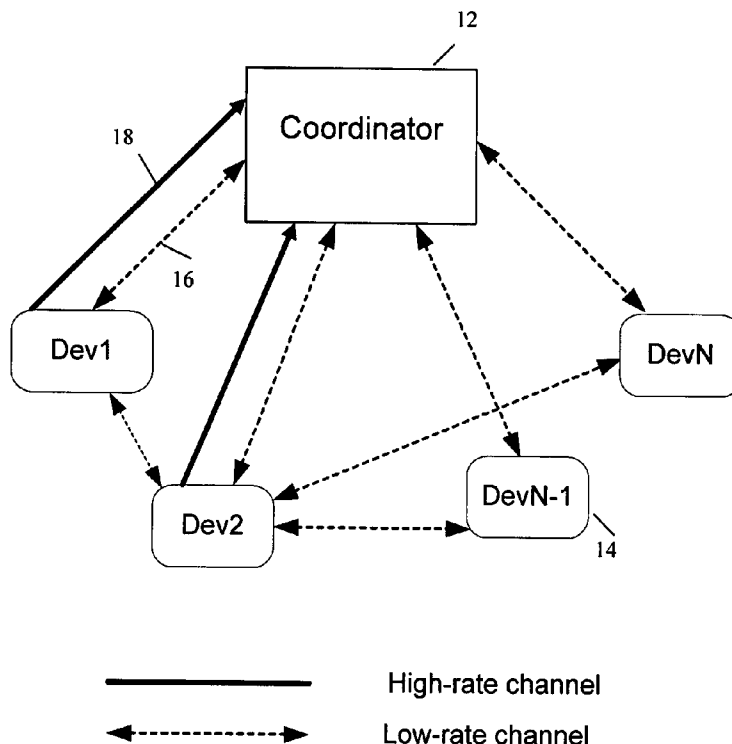 12
Coordinator
18
16
Dev1
DevN
Dev2
DevN-1
14
High-rate channel
Low-rate channel